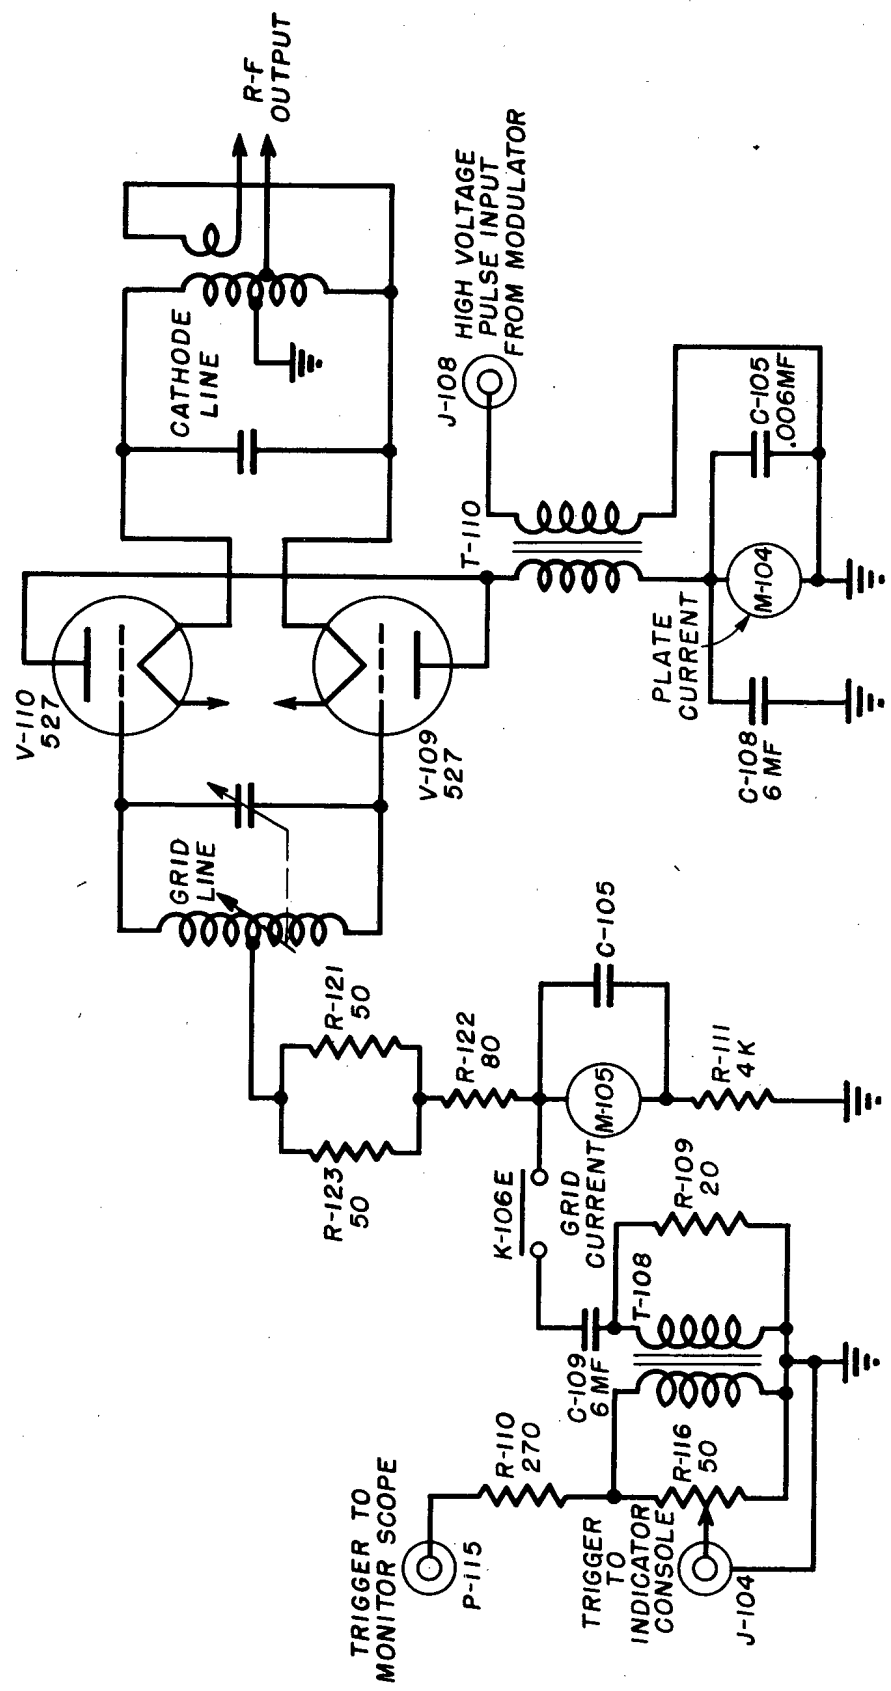 V-110
527
GRID
LINE
CATHODE
LINE
R-F
OUTPUT
V-109
527
T-110
J-108
HIGH VOLTAGE
PULSE INPUT
FROM MODULATOR
R-123
50
R-121
50
R-122
80
TRIGGER TO
MONITOR SCOPE
P-115
R-110
270
K-106E
GRID
CURRENT
M-105
C-105
PLATE
CURRENT
M-104
C-108
6 MF
C-105
.006MF
C-109
6 MF
T-108
R-109
20
R-111
4K
TRIGGER
TO
INDICATOR
CONSOLE
J-104
R-116
50